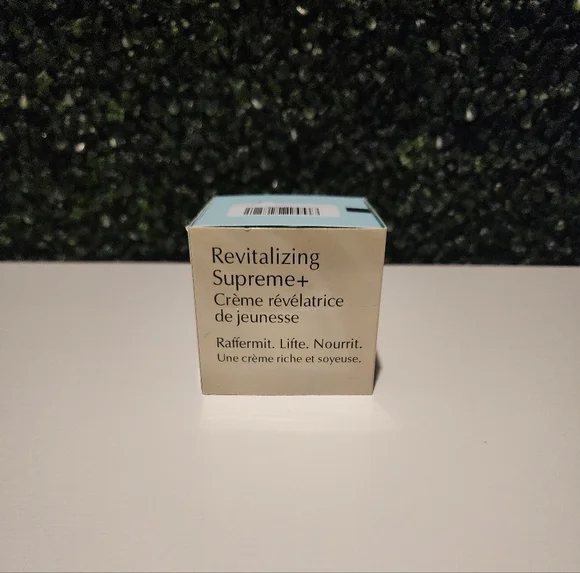 Revitalizing
Supreme+
Crème révélatrice
de jeunesse
Raffermit. Lifte. Nourrit.
Une crème riche et soyeuse.